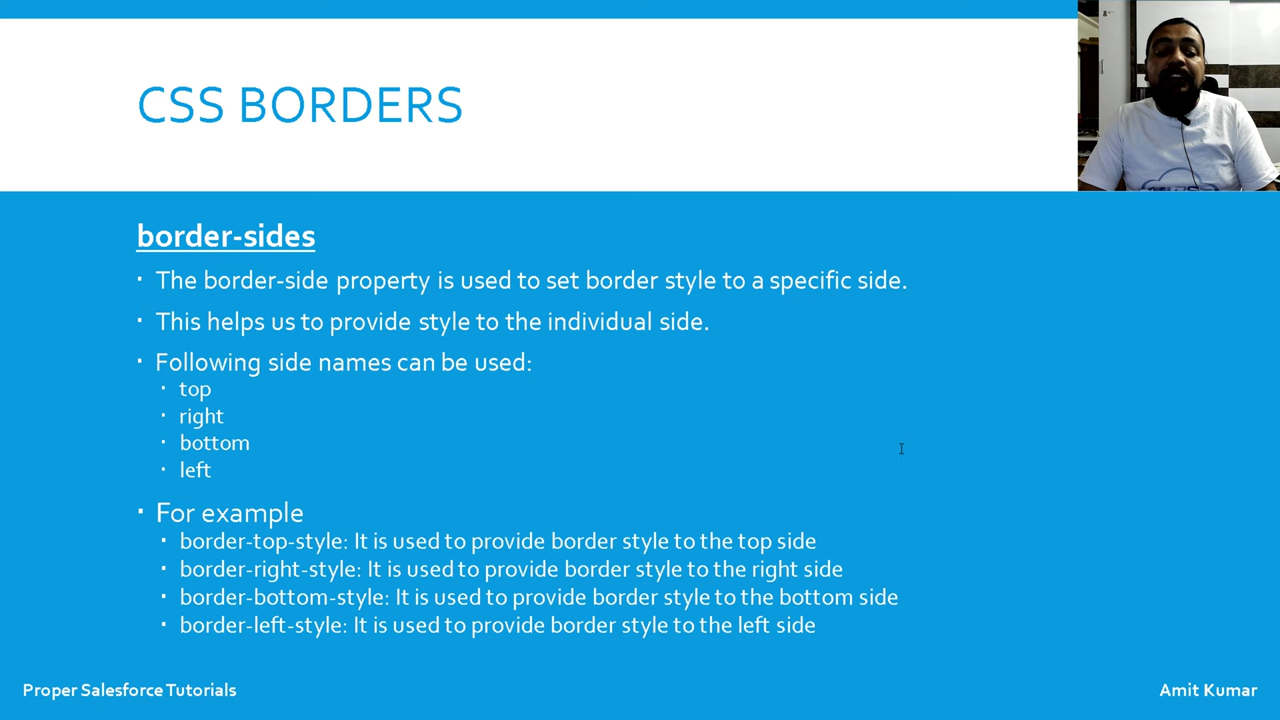 CSS BORDERS
border-sides
· The border-side property is used to set border style to a specific side.
· This helps us to provide style to the individual side.
· Following side names can be used:
· top
· right
· bottom
· left
· For example
· border-top-style: It is used to provide border style to the top side
· border-right-style: It is used to provide border style to the right side
· border-bottom-style: It is used to provide border style to the bottom side
· border-left-style: It is used to provide border style to the left side
Proper Salesforce Tutorials
Amit Kumar